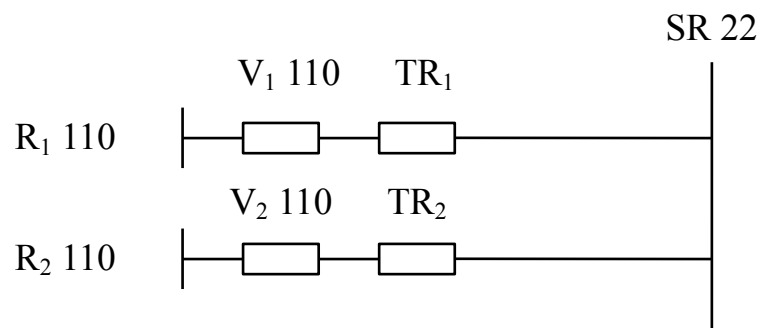 SR 22
V₁ 110 TR₁
R₁ 110
V₂ 110 TR₂
R₂ 110